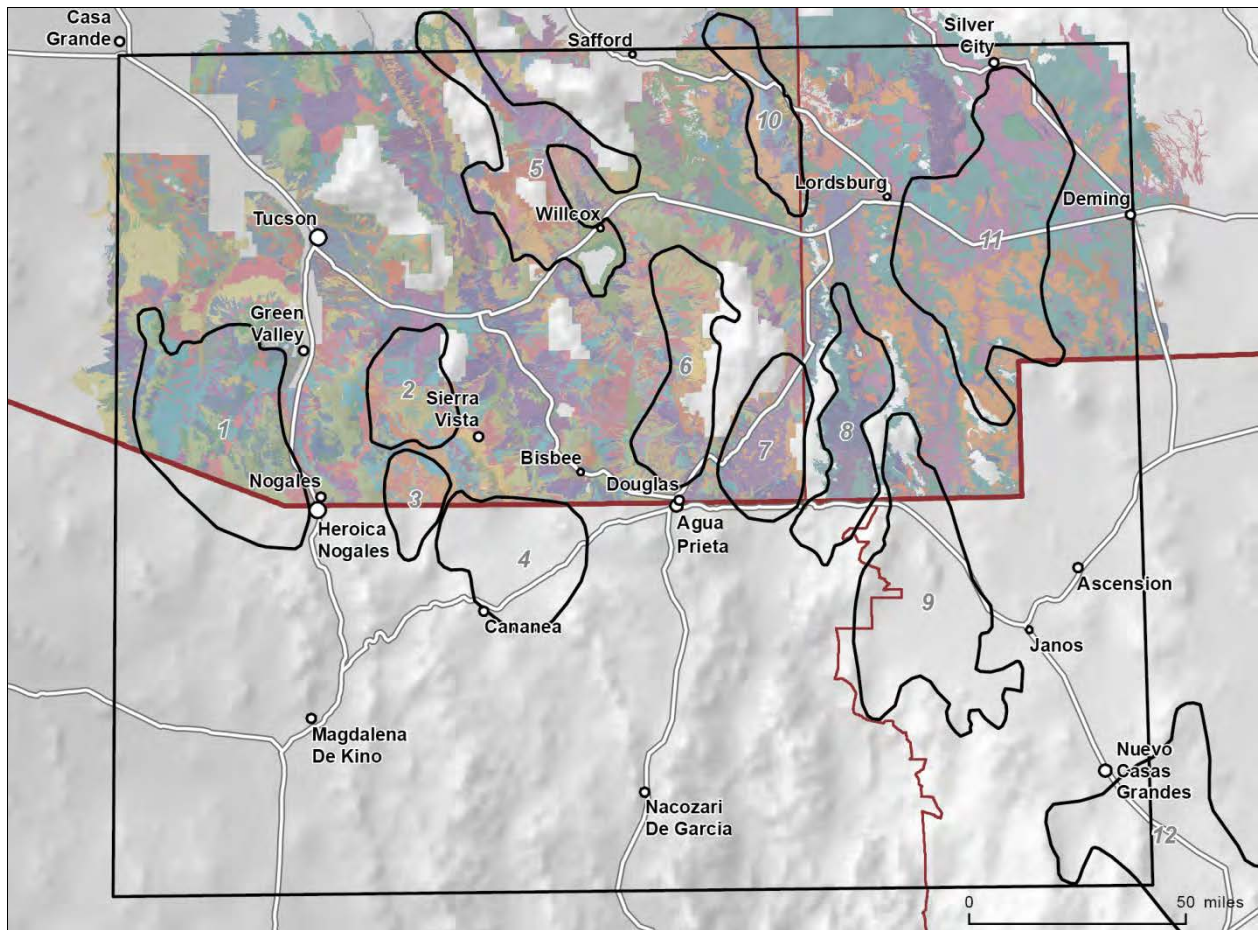 Casa
Grande
Safford
Silver
City
10
5
Lordsburg
Willcox
Deming
Tucson
11
Green
Valley
6
2
Sierra
Vista
1
7
8
Bisbee
Nogales
3
Douglas
Heroica
Nogales
Agua
Prieta
4
Ascension
9
Cananea
Janos
Magdalena
De Kino
Nuevo
Casas
Grandes
Nacozari
De Garcia
12
0 50 miles